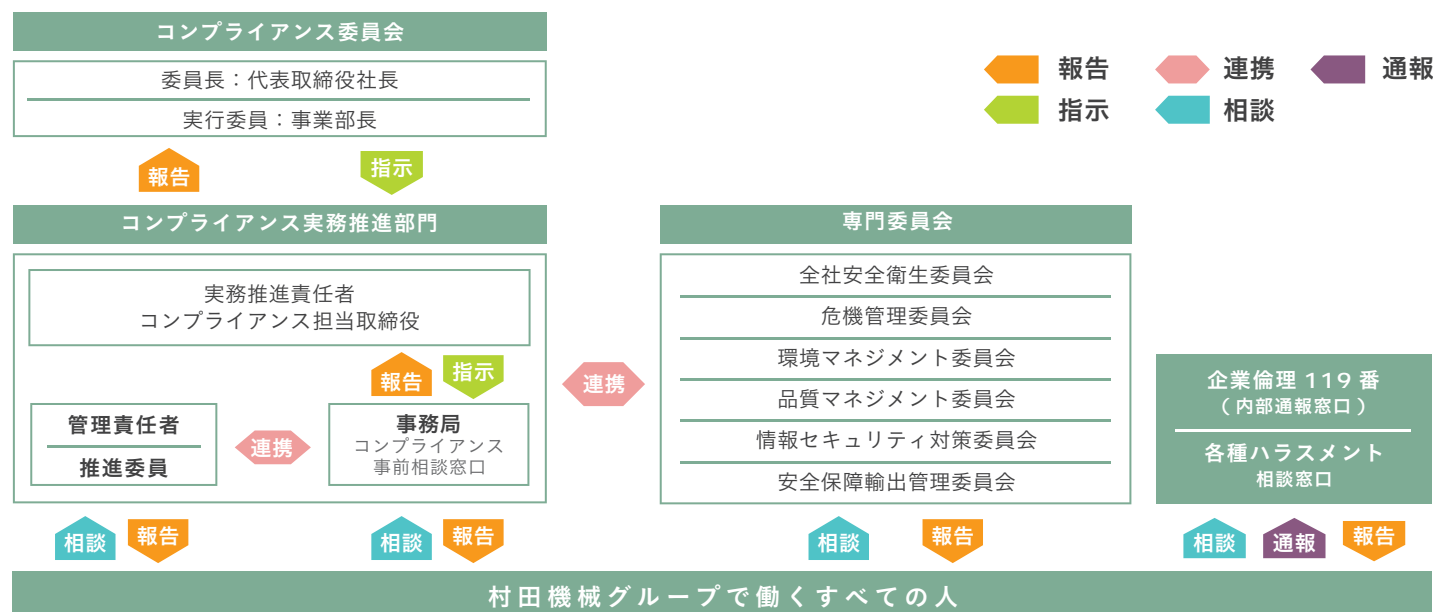 コンプライアンス委員会
委員長：代表取締役社長
実行委員：事業部長
報告
指示
報告
連携
通報
指示
相談
コンプライアンス実務推進部門
実務推進責任者
コンプライアンス担当取締役
報告
指示
管理責任者
推進委員
連携
事務局
コンプライアンス
事前相談窓口
連携
専門委員会
全社安全衛生委員会
危機管理委員会
環境マネジメント委員会
品質マネジメント委員会
情報セキュリティ対策委員会
安全保障輸出管理委員会
企業倫理 119 番
（ 内部通報窓口 ）
各種ハラスメント
相談窓口
相談
報告
相談
報告
相談
報告
相談
通報
報告
村田機械グループで働くすべての人